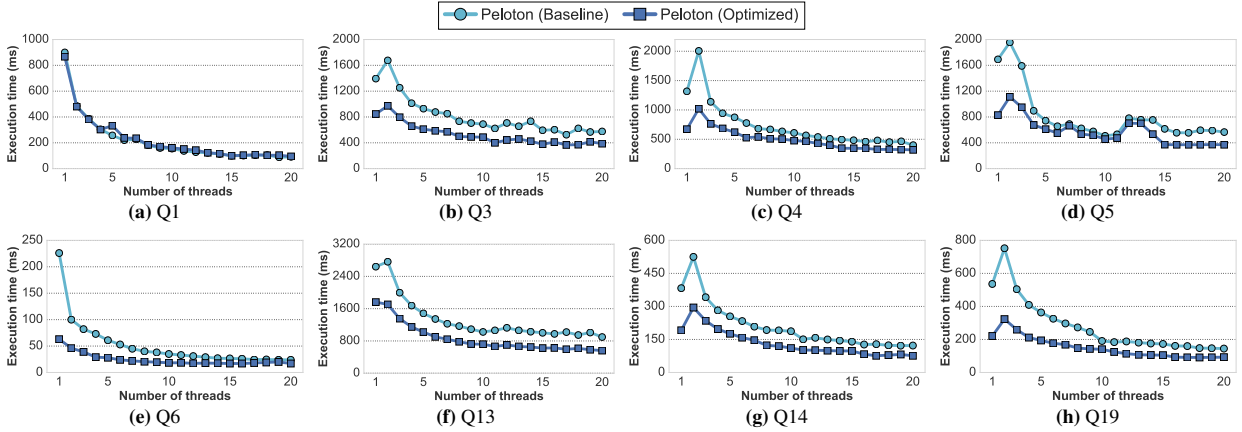 Peloton (Baseline) Peloton (Optimized)
Execution time (ms)
1000
800
600
400
200
0
1 5 10 15 20
Number of threads
(a) Q1
Execution time (ms)
2000
1600
1200
800
400
0
1 5 10 15 20
Number of threads
(b) Q3
Execution time (ms)
2000
1500
1000
500
0
1 5 10 15 20
Number of threads
(c) Q4
Execution time (ms)
2000
1600
1200
800
400
0
1 5 10 15 20
Number of threads
(d) Q5
Execution time (ms)
250
200
150
100
50
0
1 5 10 15 20
Number of threads
(e) Q6
Execution time (ms)
3200
2400
1600
800
0
1 5 10 15 20
Number of threads
(f) Q13
Execution time (ms)
600
450
300
150
0
1 5 10 15 20
Number of threads
(g) Q14
Execution time (ms)
800
600
400
200
0
1 5 10 15 20
Number of threads
(h) Q19